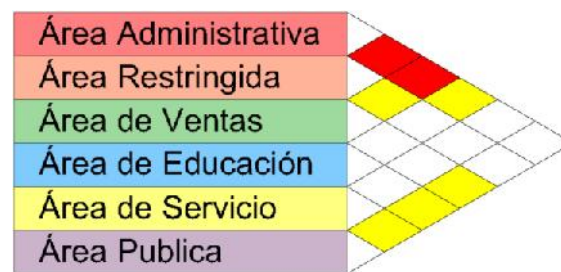 Área Administrativa
Área Restringida
Área de Ventas
Área de Educación
Área de Servicio
Área Publica